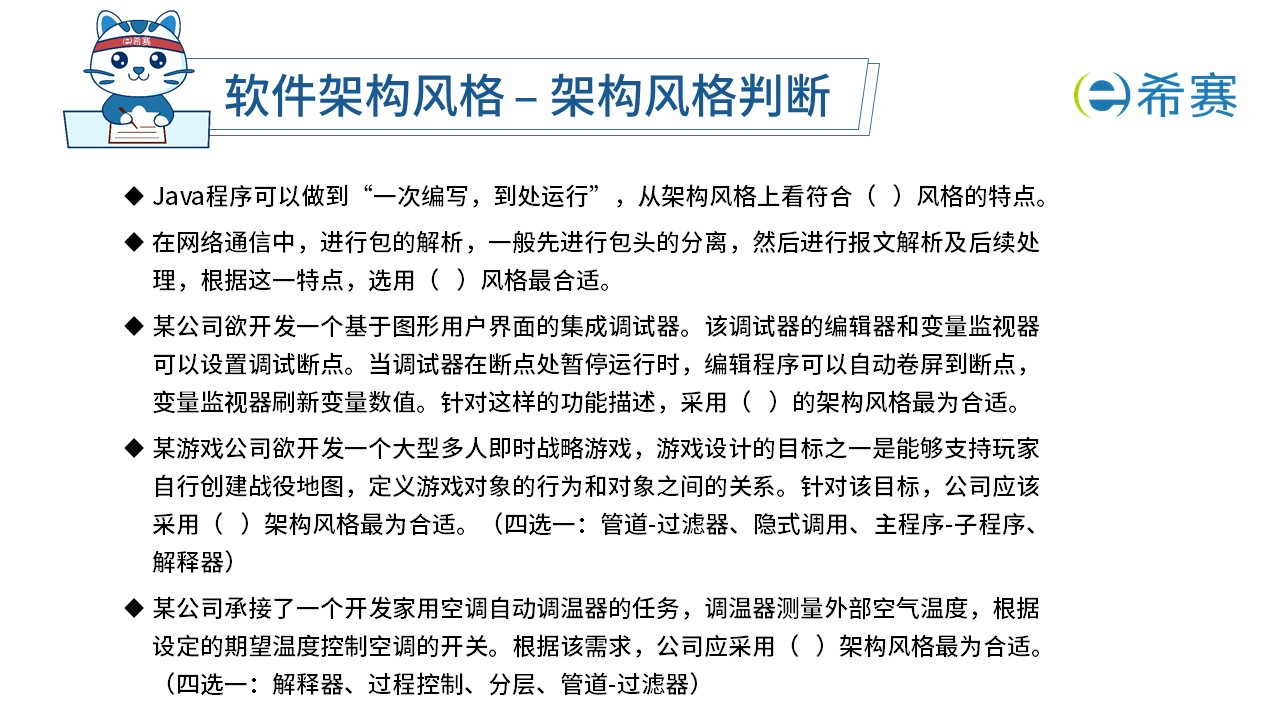 希赛
软件架构风格 – 架构风格判断
希赛
◆ Java程序可以做到“一次编写，到处运行”，从架构风格上看符合（  ）风格的特点。
◆ 在网络通信中，进行包的解析，一般先进行包头的分离，然后进行报文解析及后续处
理，根据这一特点，选用（  ）风格最合适。
◆ 某公司欲开发一个基于图形用户界面的集成调试器。该调试器的编辑器和变量监视器
可以设置调试断点。当调试器在断点处暂停运行时，编辑程序可以自动卷屏到断点，
变量监视器刷新变量数值。针对这样的功能描述，采用（  ）的架构风格最为合适。
◆ 某游戏公司欲开发一个大型多人即时战略游戏，游戏设计的目标之一是能够支持玩家
自行创建战役地图，定义游戏对象的行为和对象之间的关系。针对该目标，公司应该
采用（  ）架构风格最为合适。（四选一：管道-过滤器、隐式调用、主程序-子程序、
解释器）
◆ 某公司承接了一个开发家用空调自动调温器的任务，调温器测量外部空气温度，根据
设定的期望温度控制空调的开关。根据该需求，公司应采用（  ）架构风格最为合适。
（四选一：解释器、过程控制、分层、管道-过滤器）